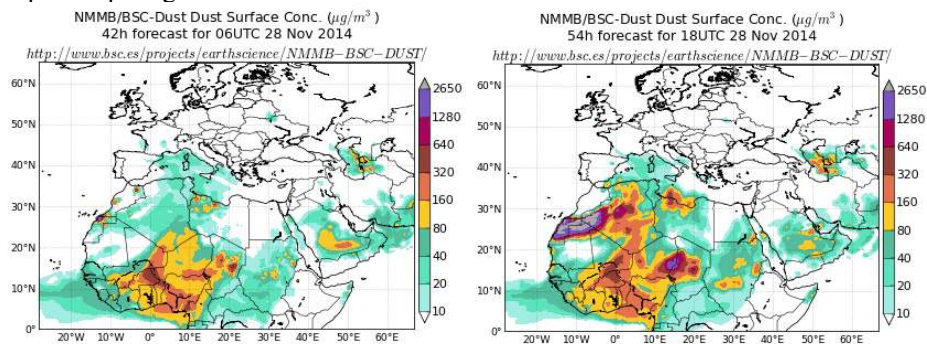 NMMB/BSC-Dust Dust Surface Conc. (μg/m³)
42h forecast for 06UTC 28 Nov 2014
http://www.bsc.es/projects/earthscience/NMMB−BSC−DUST/
60°N
50°N
40°N
30°N
20°N
10°N
0°
20°W 10°W 0° 10°E 20°E 30°E 40°E 50°E 60°E
2650
1280
640
320
160
80
40
20
10
NMMB/BSC-Dust Dust Surface Conc. (μg/m³)
54h forecast for 18UTC 28 Nov 2014
http://www.bsc.es/projects/earthscience/NMMB−BSC−DUST/
60°N
50°N
40°N
30°N
20°N
10°N
0°
20°W 10°W 0° 10°E 20°E 30°E 40°E 50°E 60°E
2650
1280
640
320
160
80
40
20
10